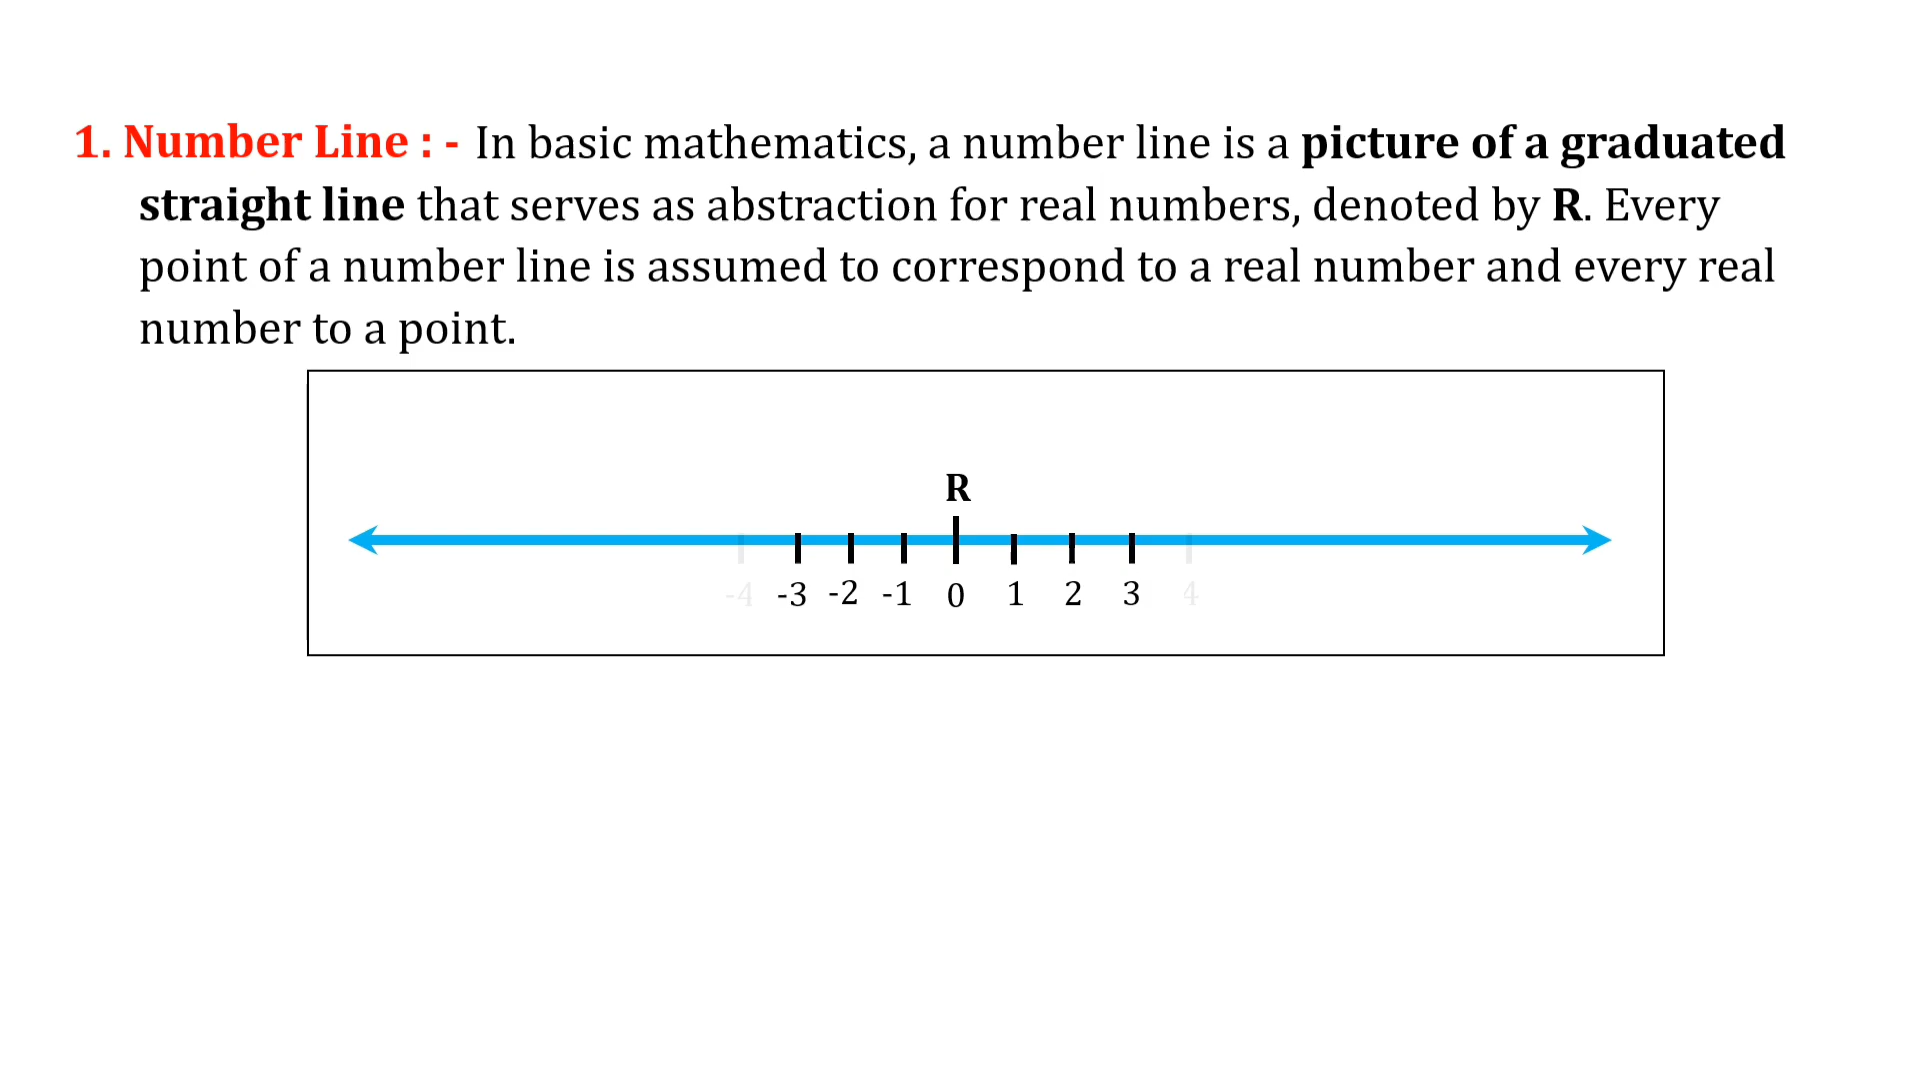 1. Number Line : - In basic mathematics, a number line is a picture of a graduated
straight line that serves as abstraction for real numbers, denoted by R. Every
point of a number line is assumed to correspond to a real number and every real
number to a point.
R
-4 -3 -2 -1 0 1 2 3 4